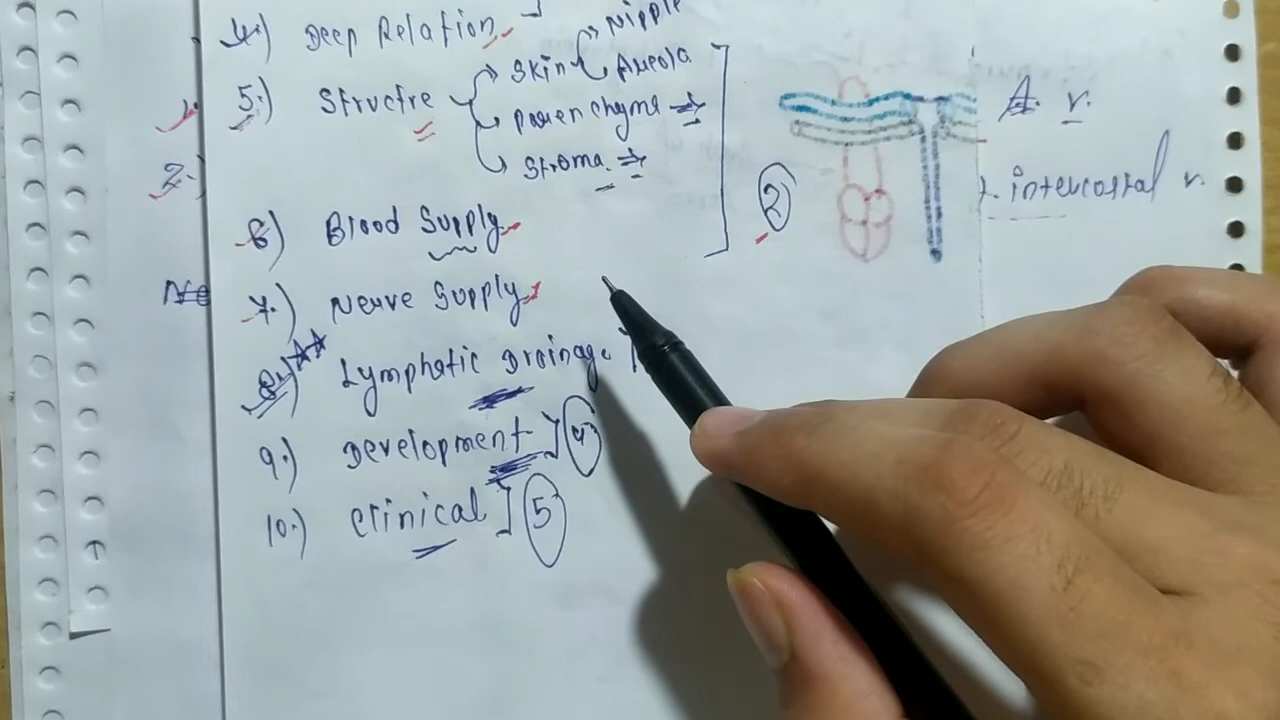 4.) Deep Relation
Nipple
5.) Structre Skin Areola
Parenchyma ⇒
Stroma ⇒
A. v.
2
intercostal v.
6) Blood Supply
7.) Nerve Supply
8.) Lymphatic Drainage
9.) Development ] 4
10.) Clinical ] 5